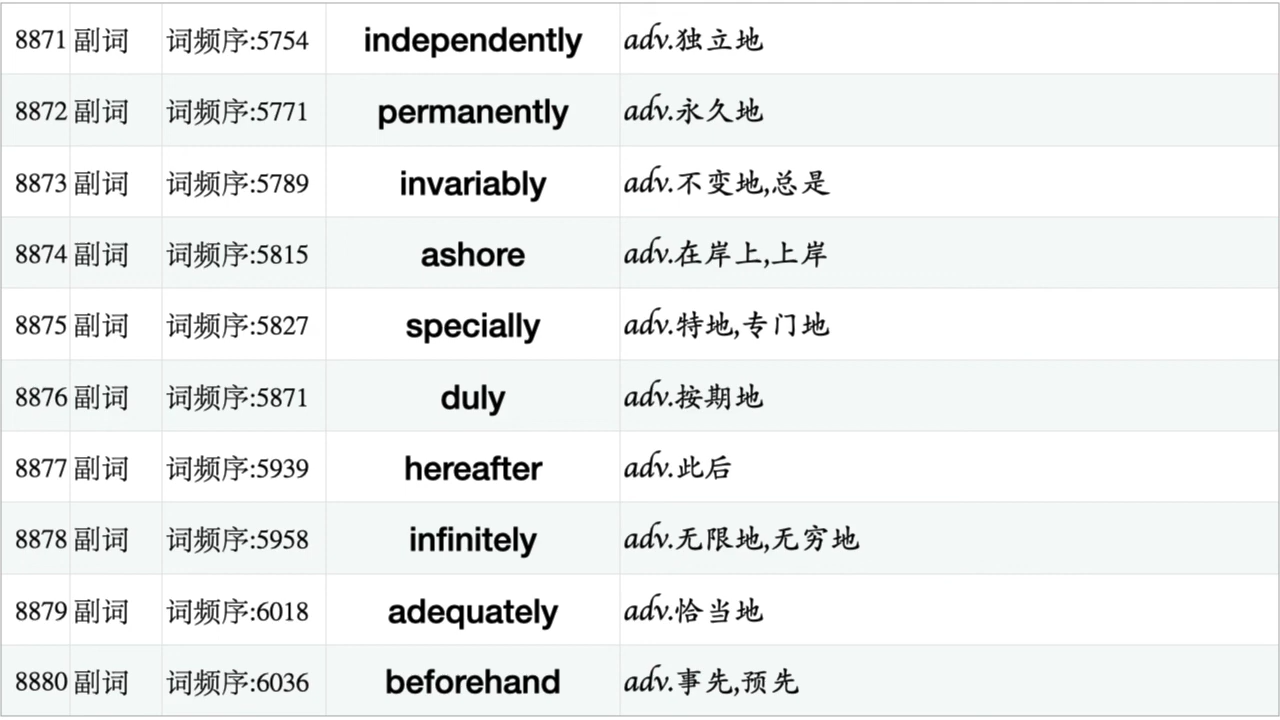 8871 副词 词频序:5754 independently adv.独立地
8872 副词 词频序:5771 permanently adv.永久地
8873 副词 词频序:5789 invariably adv.不变地,总是
8874 副词 词频序:5815 ashore adv.在岸上,上岸
8875 副词 词频序:5827 specially adv.特地,专门地
8876 副词 词频序:5871 duly adv.按期地
8877 副词 词频序:5939 hereafter adv.此后
8878 副词 词频序:5958 infinitely adv.无限地,无穷地
8879 副词 词频序:6018 adequately adv.恰当地
8880 副词 词频序:6036 beforehand adv.事先,预先